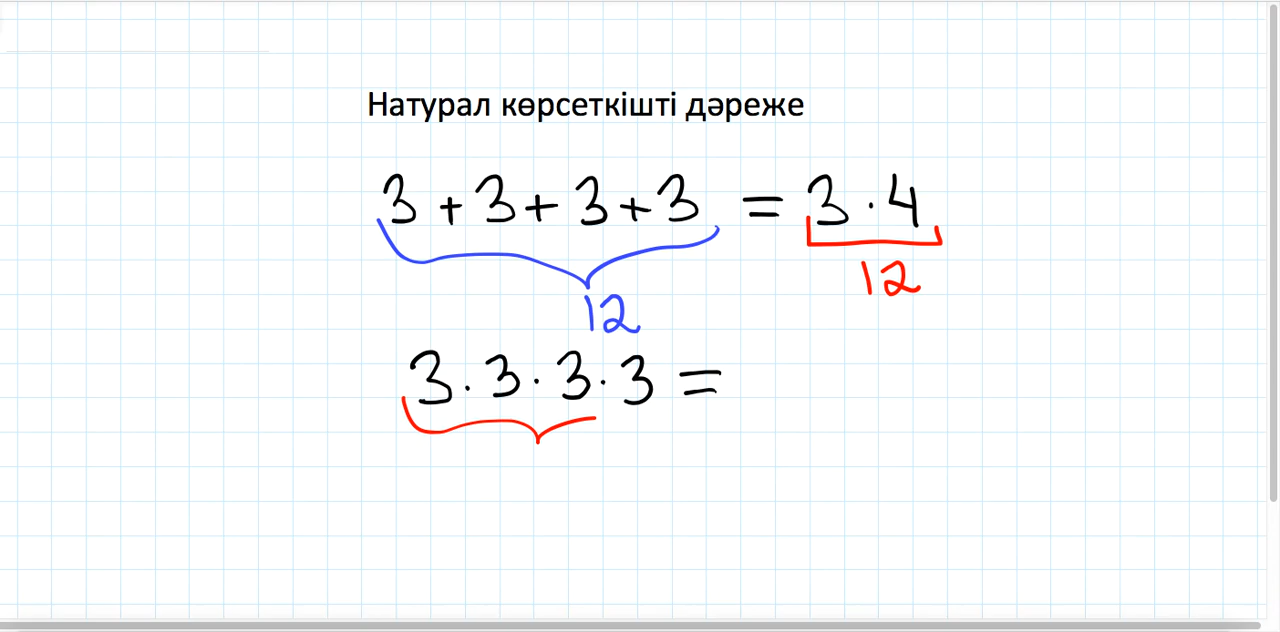 Натурал көрсеткішті дәреже
3 + 3 + 3 + 3 = 3 · 4
12
12
3 · 3 · 3 · 3 =